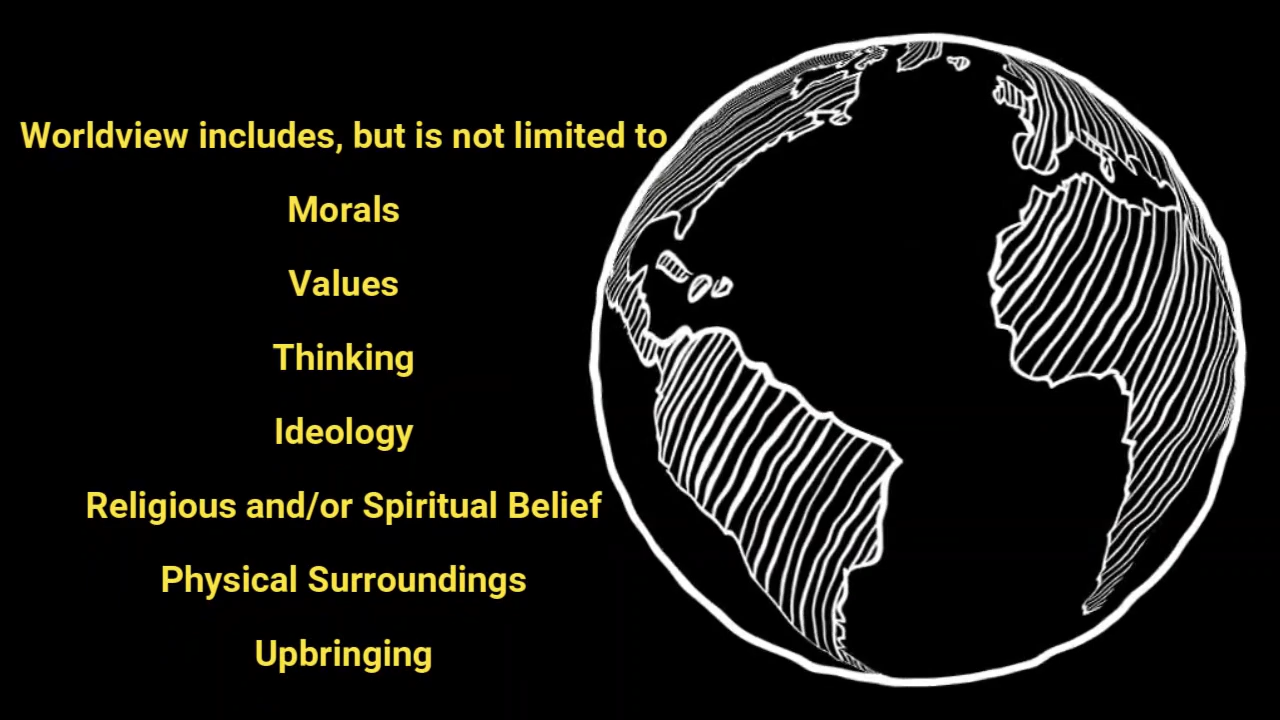 Worldview includes, but is not limited to
Morals
Values
Thinking
Ideology
Religious and/or Spiritual Belief
Physical Surroundings
Upbringing